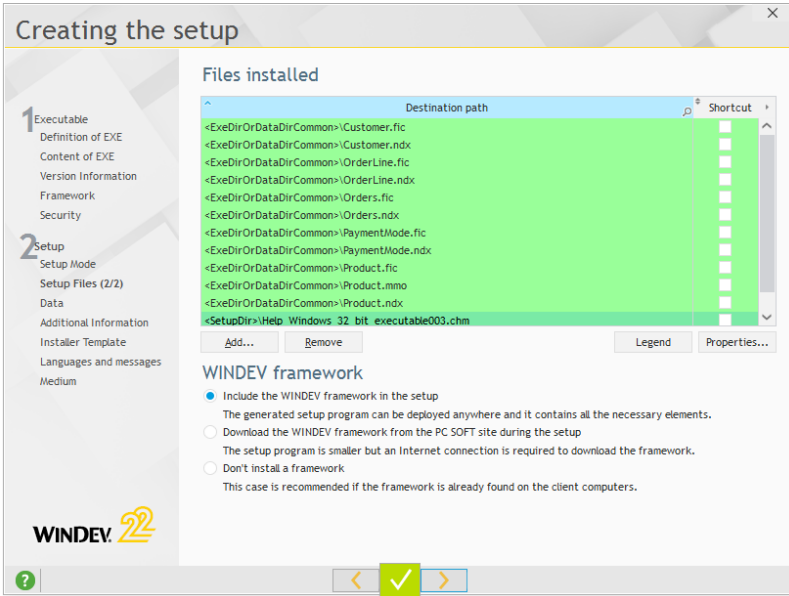 Creating the setup
1
Executable
Definition of EXE
Content of EXE
Version Information
Framework
Security
2
Setup
Setup Mode
Setup Files (2/2)
Data
Additional Information
Installer Template
Languages and messages
Medium
WINDEV. 22
Files installed
Destination path Shortcut
<ExeDirOrDataDirCommon>\Customer.fic
<ExeDirOrDataDirCommon>\Customer.ndx
<ExeDirOrDataDirCommon>\OrderLine.fic
<ExeDirOrDataDirCommon>\OrderLine.ndx
<ExeDirOrDataDirCommon>\Orders.fic
<ExeDirOrDataDirCommon>\Orders.ndx
<ExeDirOrDataDirCommon>\PaymentMode.fic
<ExeDirOrDataDirCommon>\PaymentMode.ndx
<ExeDirOrDataDirCommon>\Product.fic
<ExeDirOrDataDirCommon>\Product.mmo
<ExeDirOrDataDirCommon>\Product.ndx
<SetupDir>\Help Windows 32 bit executable003.chm
Add... Remove Legend Properties...
WINDEV framework
Include the WINDEV framework in the setup
The generated setup program can be deployed anywhere and it contains all the necessary elements.
Download the WINDEV framework from the PC SOFT site during the setup
The setup program is smaller but an Internet connection is required to download the framework.
Don't install a framework
This case is recommended if the framework is already found on the client computers.
?